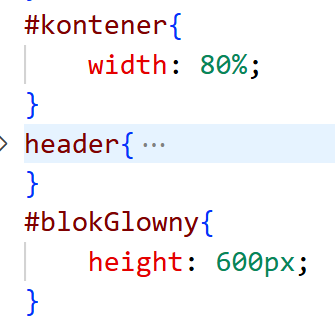 #kontener{
width: 80%;
}
header{ ...
}
#blokGlowny{
height: 600px;
}